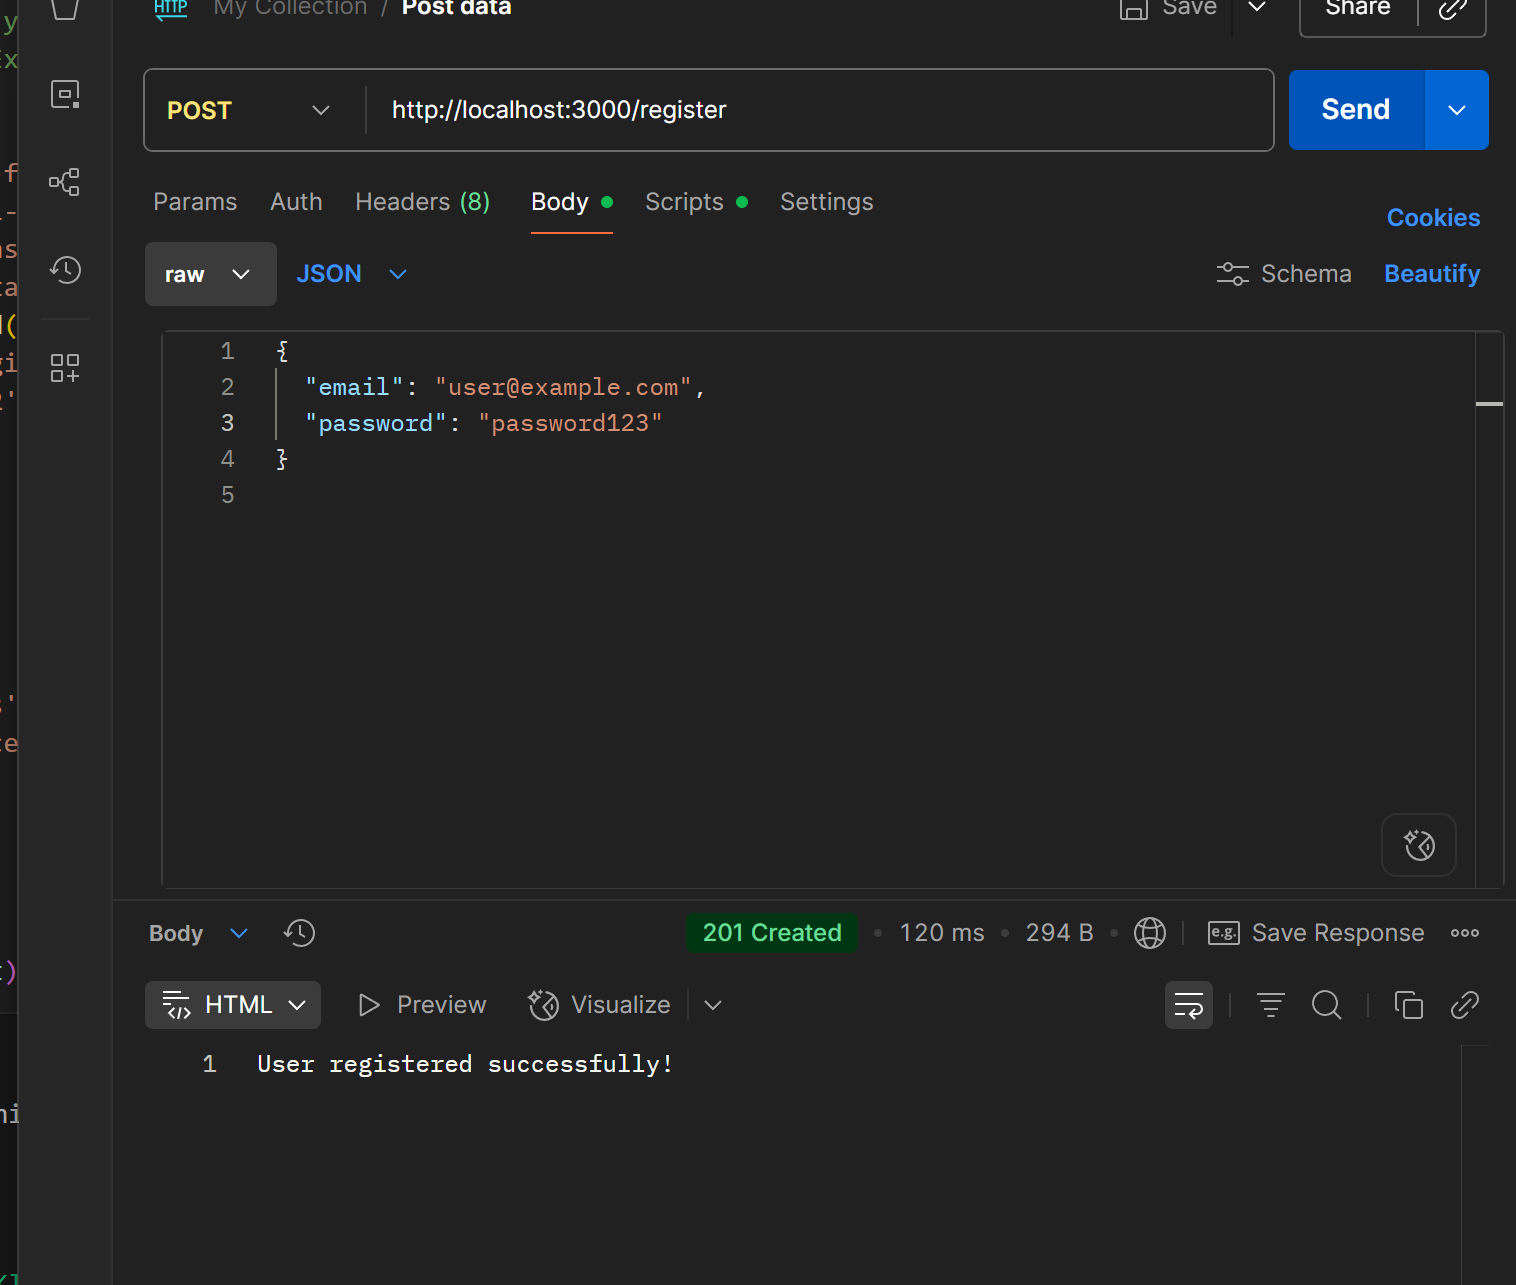 HTTP My Collection / Post data Save Share
POST http://localhost:3000/register Send
Params Auth Headers (8) Body Scripts Settings Cookies
raw JSON Schema Beautify
1 {
2 "email": "user@example.com",
3 "password": "password123"
4 }
5
Body 201 Created 120 ms 294 B e.g. Save Response
HTML Preview Visualize
1 User registered successfully!